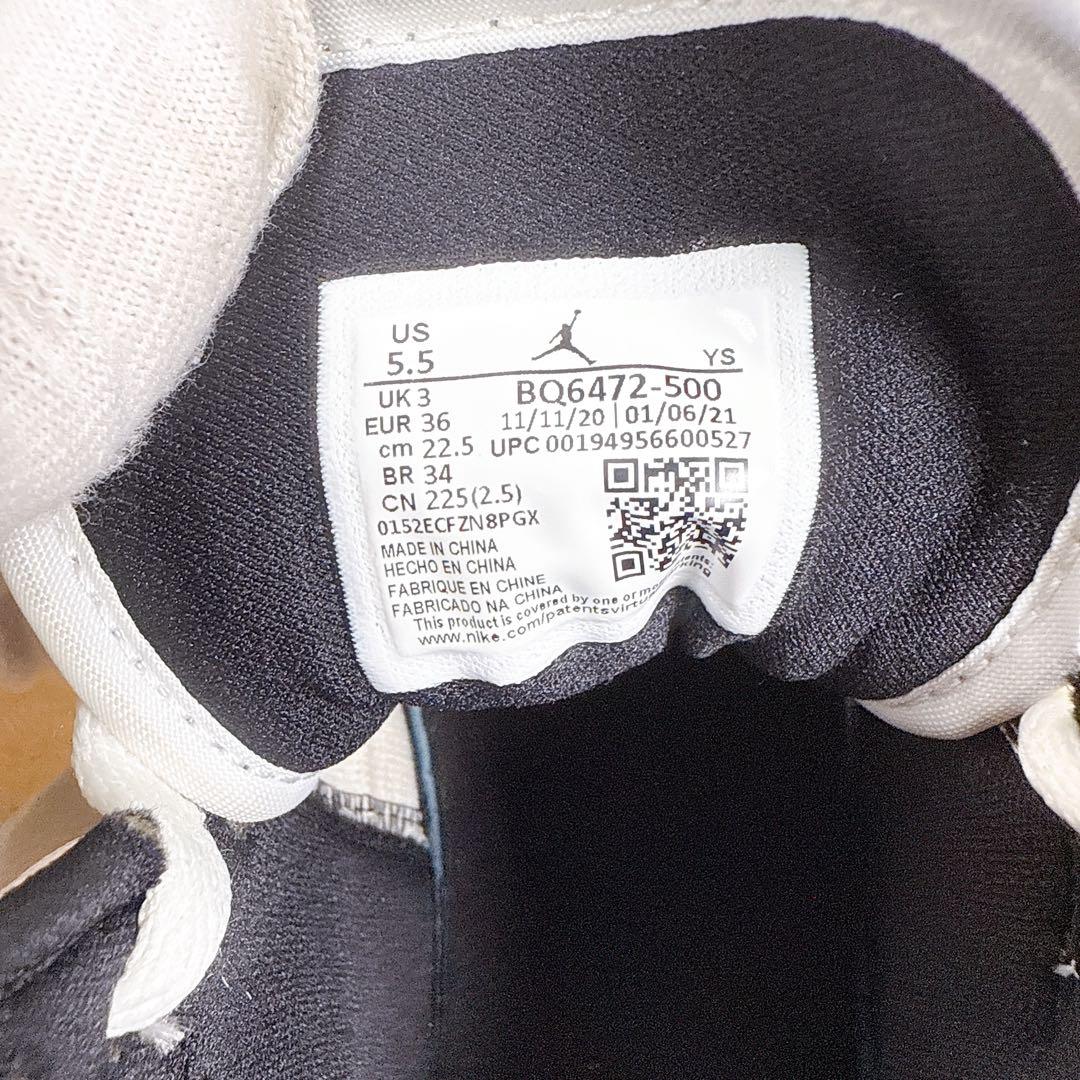 US
5.5
YS
UK 3
BQ6472-500
EUR 36
11/11/20 | 01/06/21
cm 22.5
UPC 00194956600527
BR 34
CN 225(2.5)
0152ECFZN8PGX
MADE IN CHINA
HECHO EN CHINA
FABRIQUE EN CHINE
FABRICADO NA CHINA
This product is covered by one or more
www.nike.com/patentsvirtu